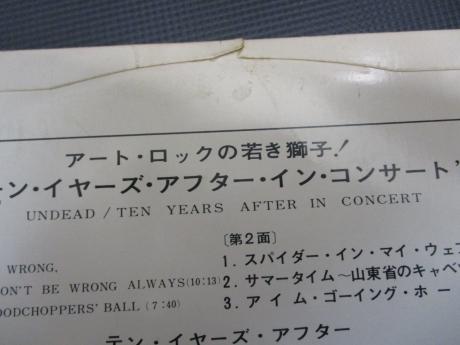 アート・ロックの若き獅子!
テン・イヤーズ・アフター・イン・コンサート'
UNDEAD / TEN YEARS AFTER IN CONCERT
〔第2面〕
WRONG,
1. スパイダー・イン・マイ・ウェブ
ON'T BE WRONG ALWAYS(10:13)
2. サマータイム〜山東省のキャベツ
OODCHOPPERS' BALL (7:40)
3. アイム・ゴーイング・ホー
テン・イヤーズ・アフター